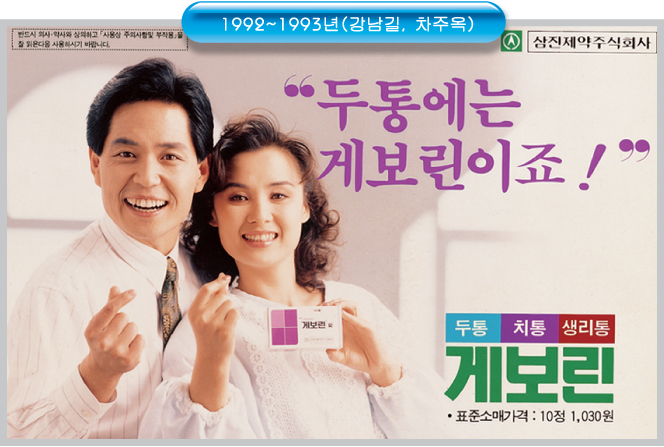 1992~1993년(강남길, 차주옥)
반드시 의사·약사와 상의하고 「사용상 주의사항및 부작용」을
잘 읽은다음 사용하시기 바랍니다.
삼진제약주식회사
“두통에는
게보린이죠!”
게보린 정
두통 치통 생리통
게보린
• 표준소매가격 : 10정 1,030원